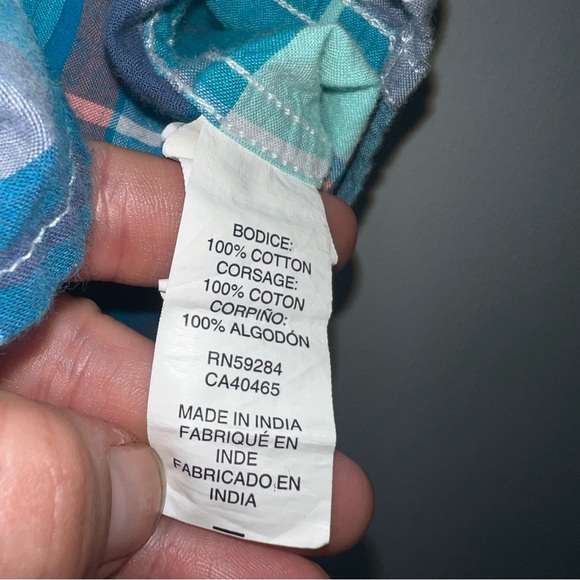 BODICE:
100% COTTON
CORSAGE:
100% COTON
CORPIÑO:
100% ALGODÓN
RN59284
CA40465
MADE IN INDIA
FABRIQUÉ EN
INDE
FABRICADO EN
INDIA